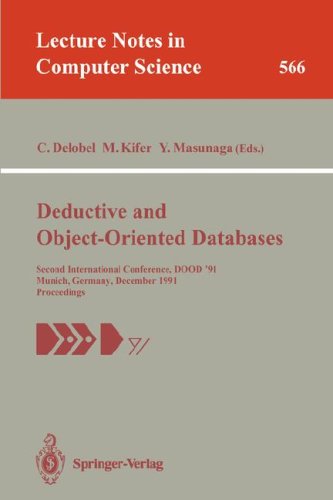 Lecture Notes in
Computer Science 566
C. Delobel M. Kifer Y. Masunaga (Eds.)
Deductive and
Object-Oriented Databases
Second International Conference, DOOD '91
Munich, Germany, December 1991
Proceedings
91
Springer-Verlag